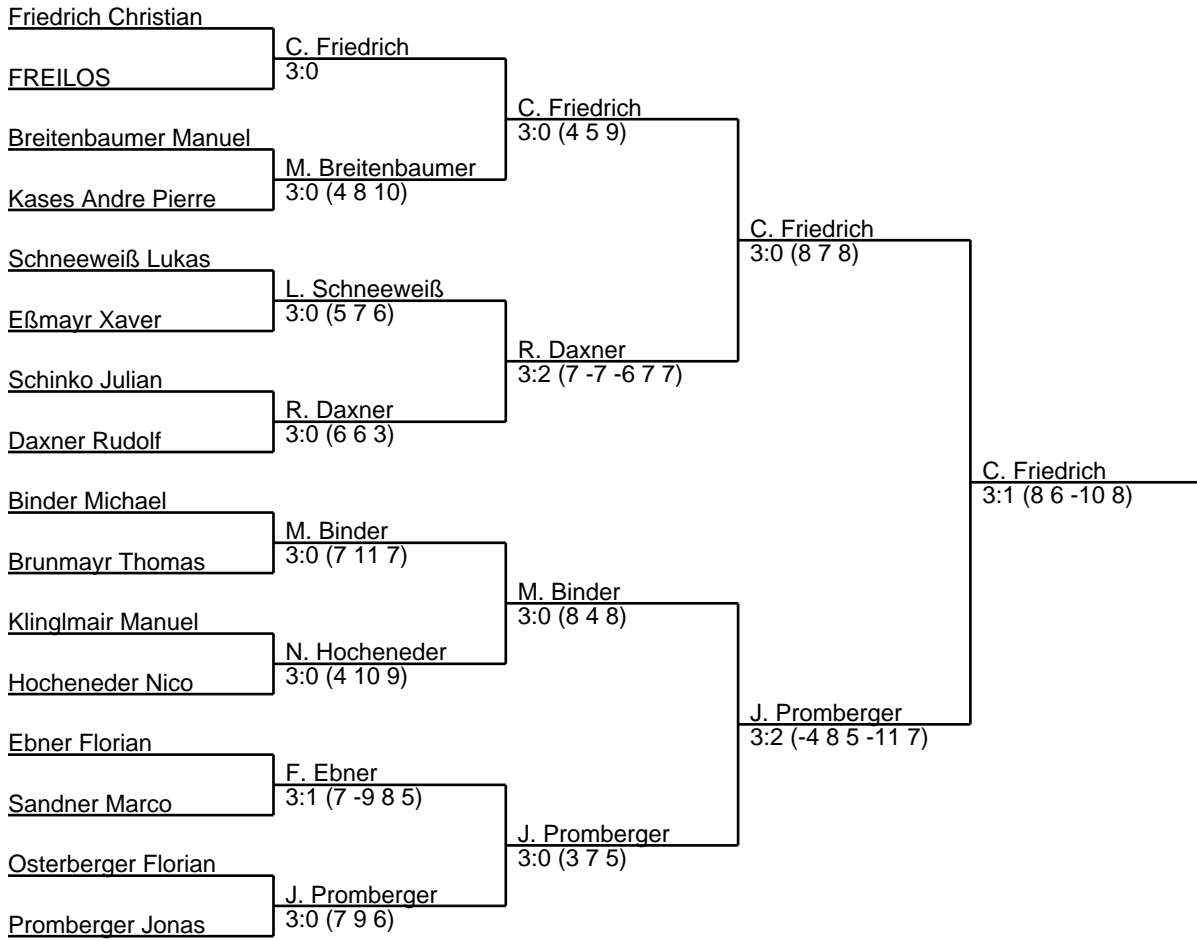 Friedrich Christian
FREILOS
Breitenbaumer Manuel
Kases Andre Pierre
Schneeweiß Lukas
Eßmayr Xaver
Schinko Julian
Daxner Rudolf
Binder Michael
Brunmayr Thomas
Klinglmair Manuel
Hocheneder Nico
Ebner Florian
Sandner Marco
Osterberger Florian
Promberger Jonas
C. Friedrich
3:0
M. Breitenbaumer
3:0 (4 8 10)
L. Schneeweiß
3:0 (5 7 6)
R. Daxner
3:0 (6 6 3)
M. Binder
3:0 (7 11 7)
N. Hocheneder
3:0 (4 10 9)
F. Ebner
3:1 (7 -9 8 5)
J. Promberger
3:0 (7 9 6)
C. Friedrich
3:0 (4 5 9)
R. Daxner
3:2 (7 -7 -6 7 7)
M. Binder
3:0 (8 4 8)
J. Promberger
3:0 (3 7 5)
C. Friedrich
3:0 (8 7 8)
J. Promberger
3:2 (-4 8 5 -11 7)
C. Friedrich
3:1 (8 6 -10 8)